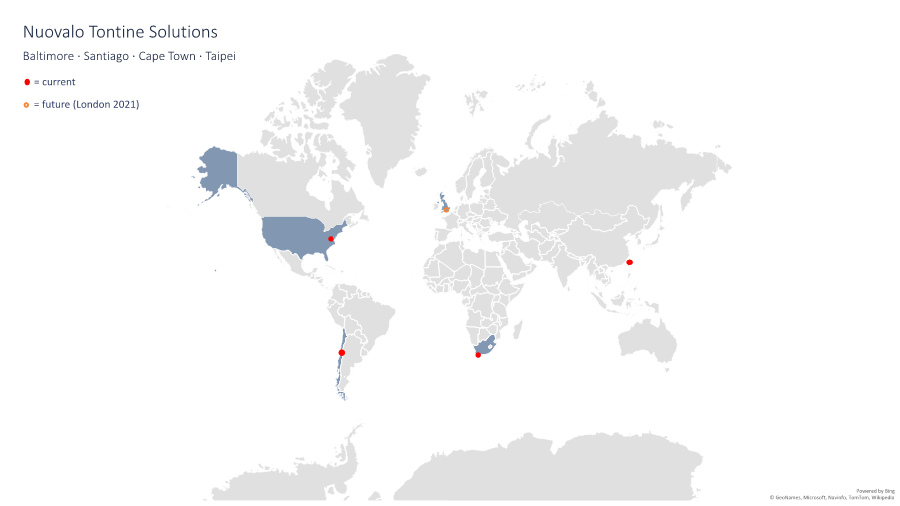 Nuovalo Tontine Solutions
Baltimore · Santiago · Cape Town · Taipei
= current
= future (London 2021)
Powered by Bing
© GeoNames, Microsoft, Navinfo, TomTom, Wikipedia